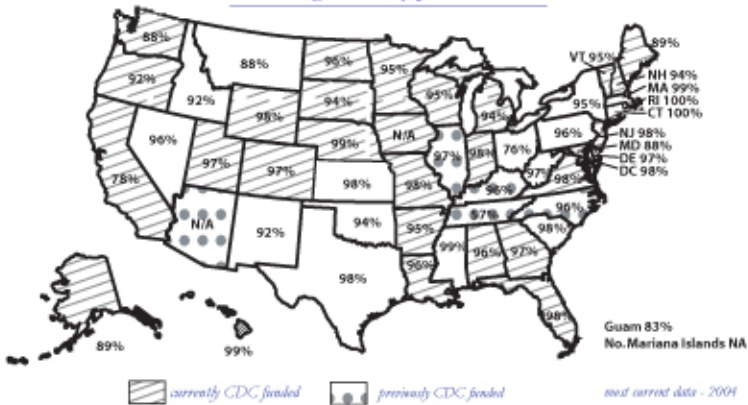 88%
88%
96%
95%
VT 95%
89%
92%
92%
98%
94%
95%
94%
95%
NH 94%
MA 99%
RI 100%
CT 100%
78%
96%
97%
97%
99%
N/A
97%
98%
76%
96%
97%
98%
NJ 98%
MD 88%
DE 97%
DC 98%
N/A
92%
98%
98%
96%
94%
95%
97%
96%
98%
98%
96%
99%
96%
97%
98%
89%
99%
Guam 83%
No. Mariana Islands NA
currently CDC funded
previously CDC funded
most current data - 2004